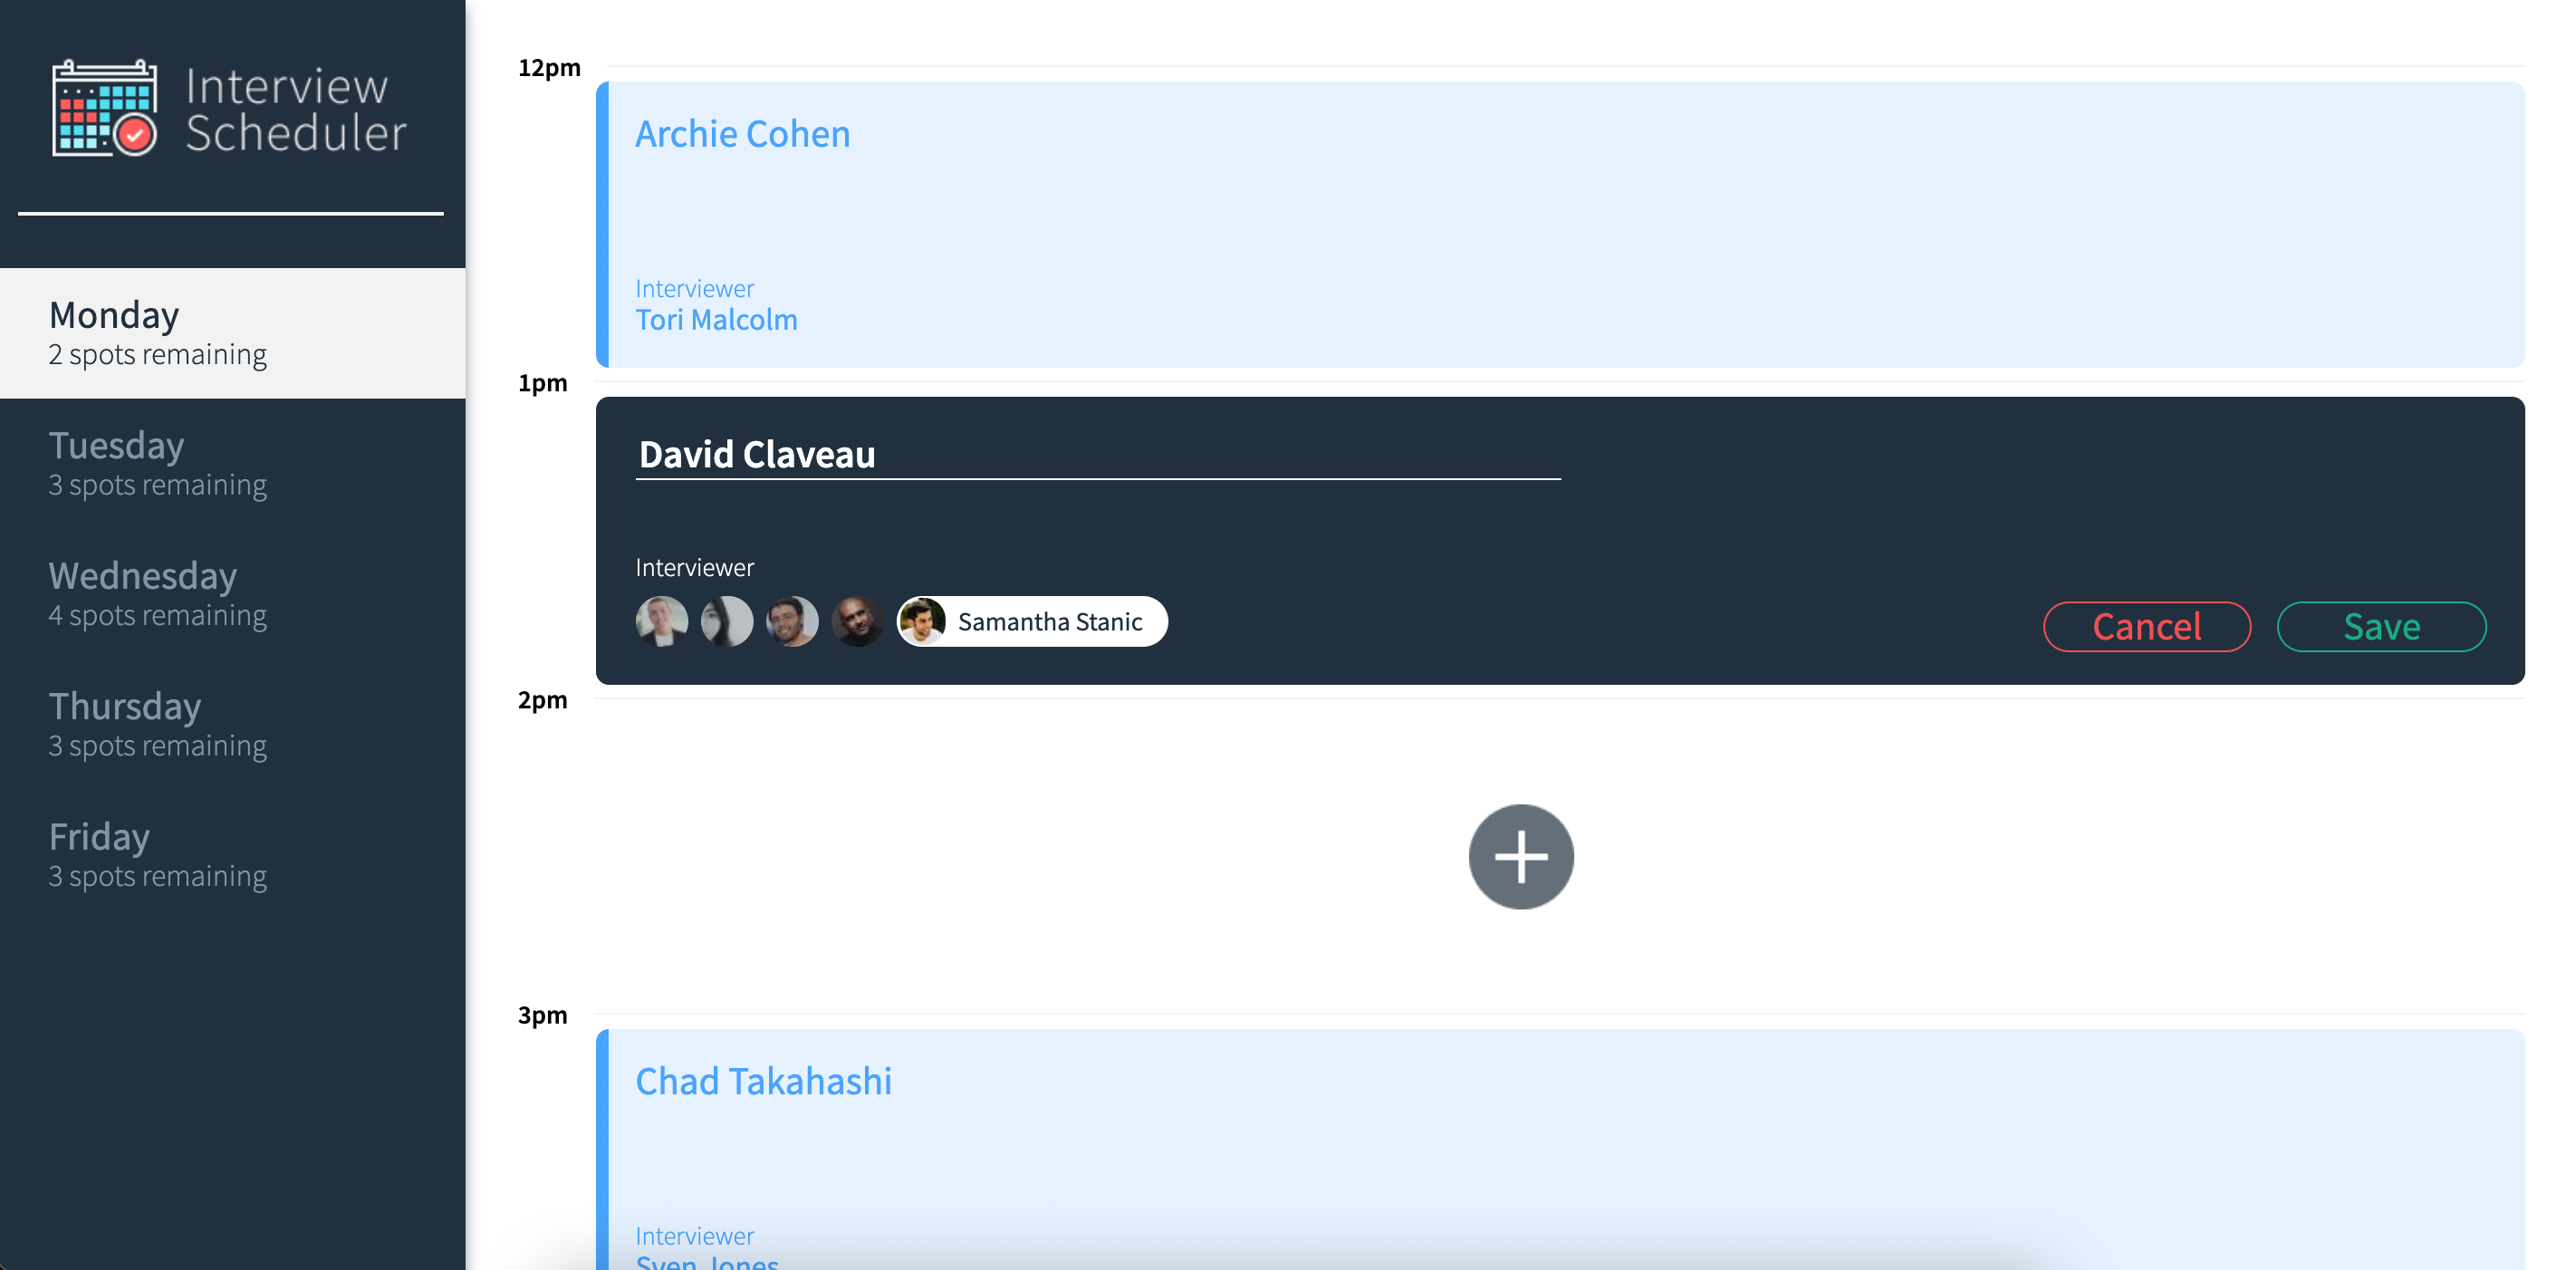 Interview
Scheduler
Monday
2 spots remaining
Tuesday
3 spots remaining
Wednesday
4 spots remaining
Thursday
3 spots remaining
Friday
3 spots remaining
12pm
Archie Cohen
Interviewer
Tori Malcolm
1pm
David Claveau
Interviewer
Samantha Stanic
Cancel
Save
2pm
3pm
Chad Takahashi
Interviewer
Sven Jones